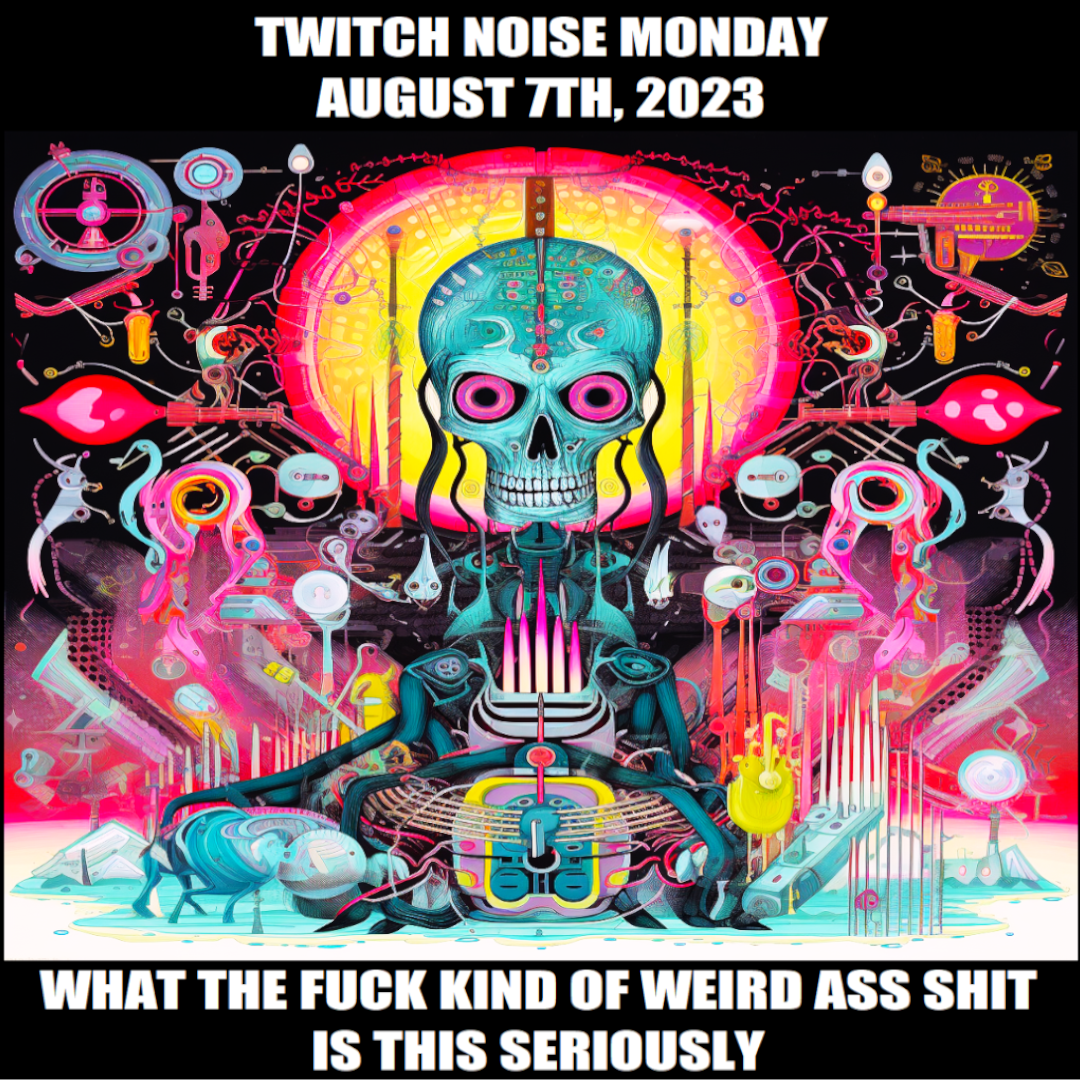 TWITCH NOISE MONDAY
AUGUST 7TH, 2023
WHAT THE FUCK KIND OF WEIRD ASS SHIT
IS THIS SERIOUSLY